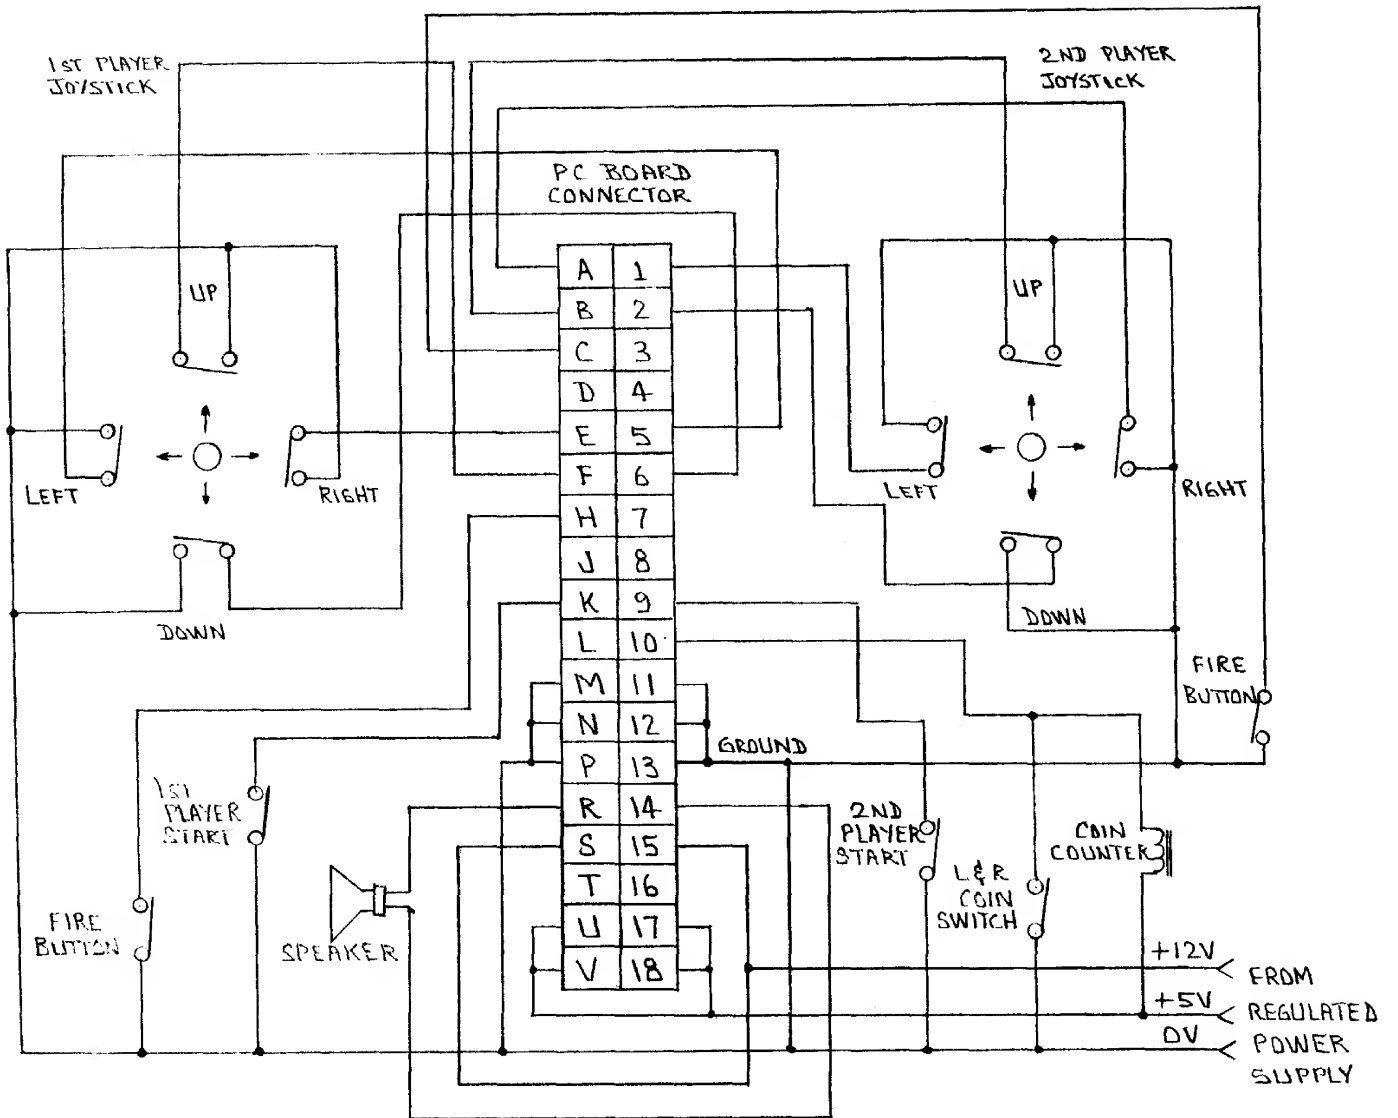 1ST PLAYER
JOYSTICK
2ND PLAYER
JOYSTICK
PC BOARD
CONNECTOR
UP
LEFT
RIGHT
DOWN
UP
LEFT
RIGHT
DOWN
A 1
B 2
C 3
D 4
E 5
F 6
H 7
J 8
K 9
L 10
M 11
N 12
P 13
R 14
S 15
T 16
U 17
V 18
GROUND
FIRE
BUTTON
1ST
PLAYER
START
FIRE
BUTTON
SPEAKER
2ND
PLAYER
START
L&R
COIN
SWITCH
COIN
COUNTER
+12V
+5V
0V
FROM
REGULATED
POWER
SUPPLY